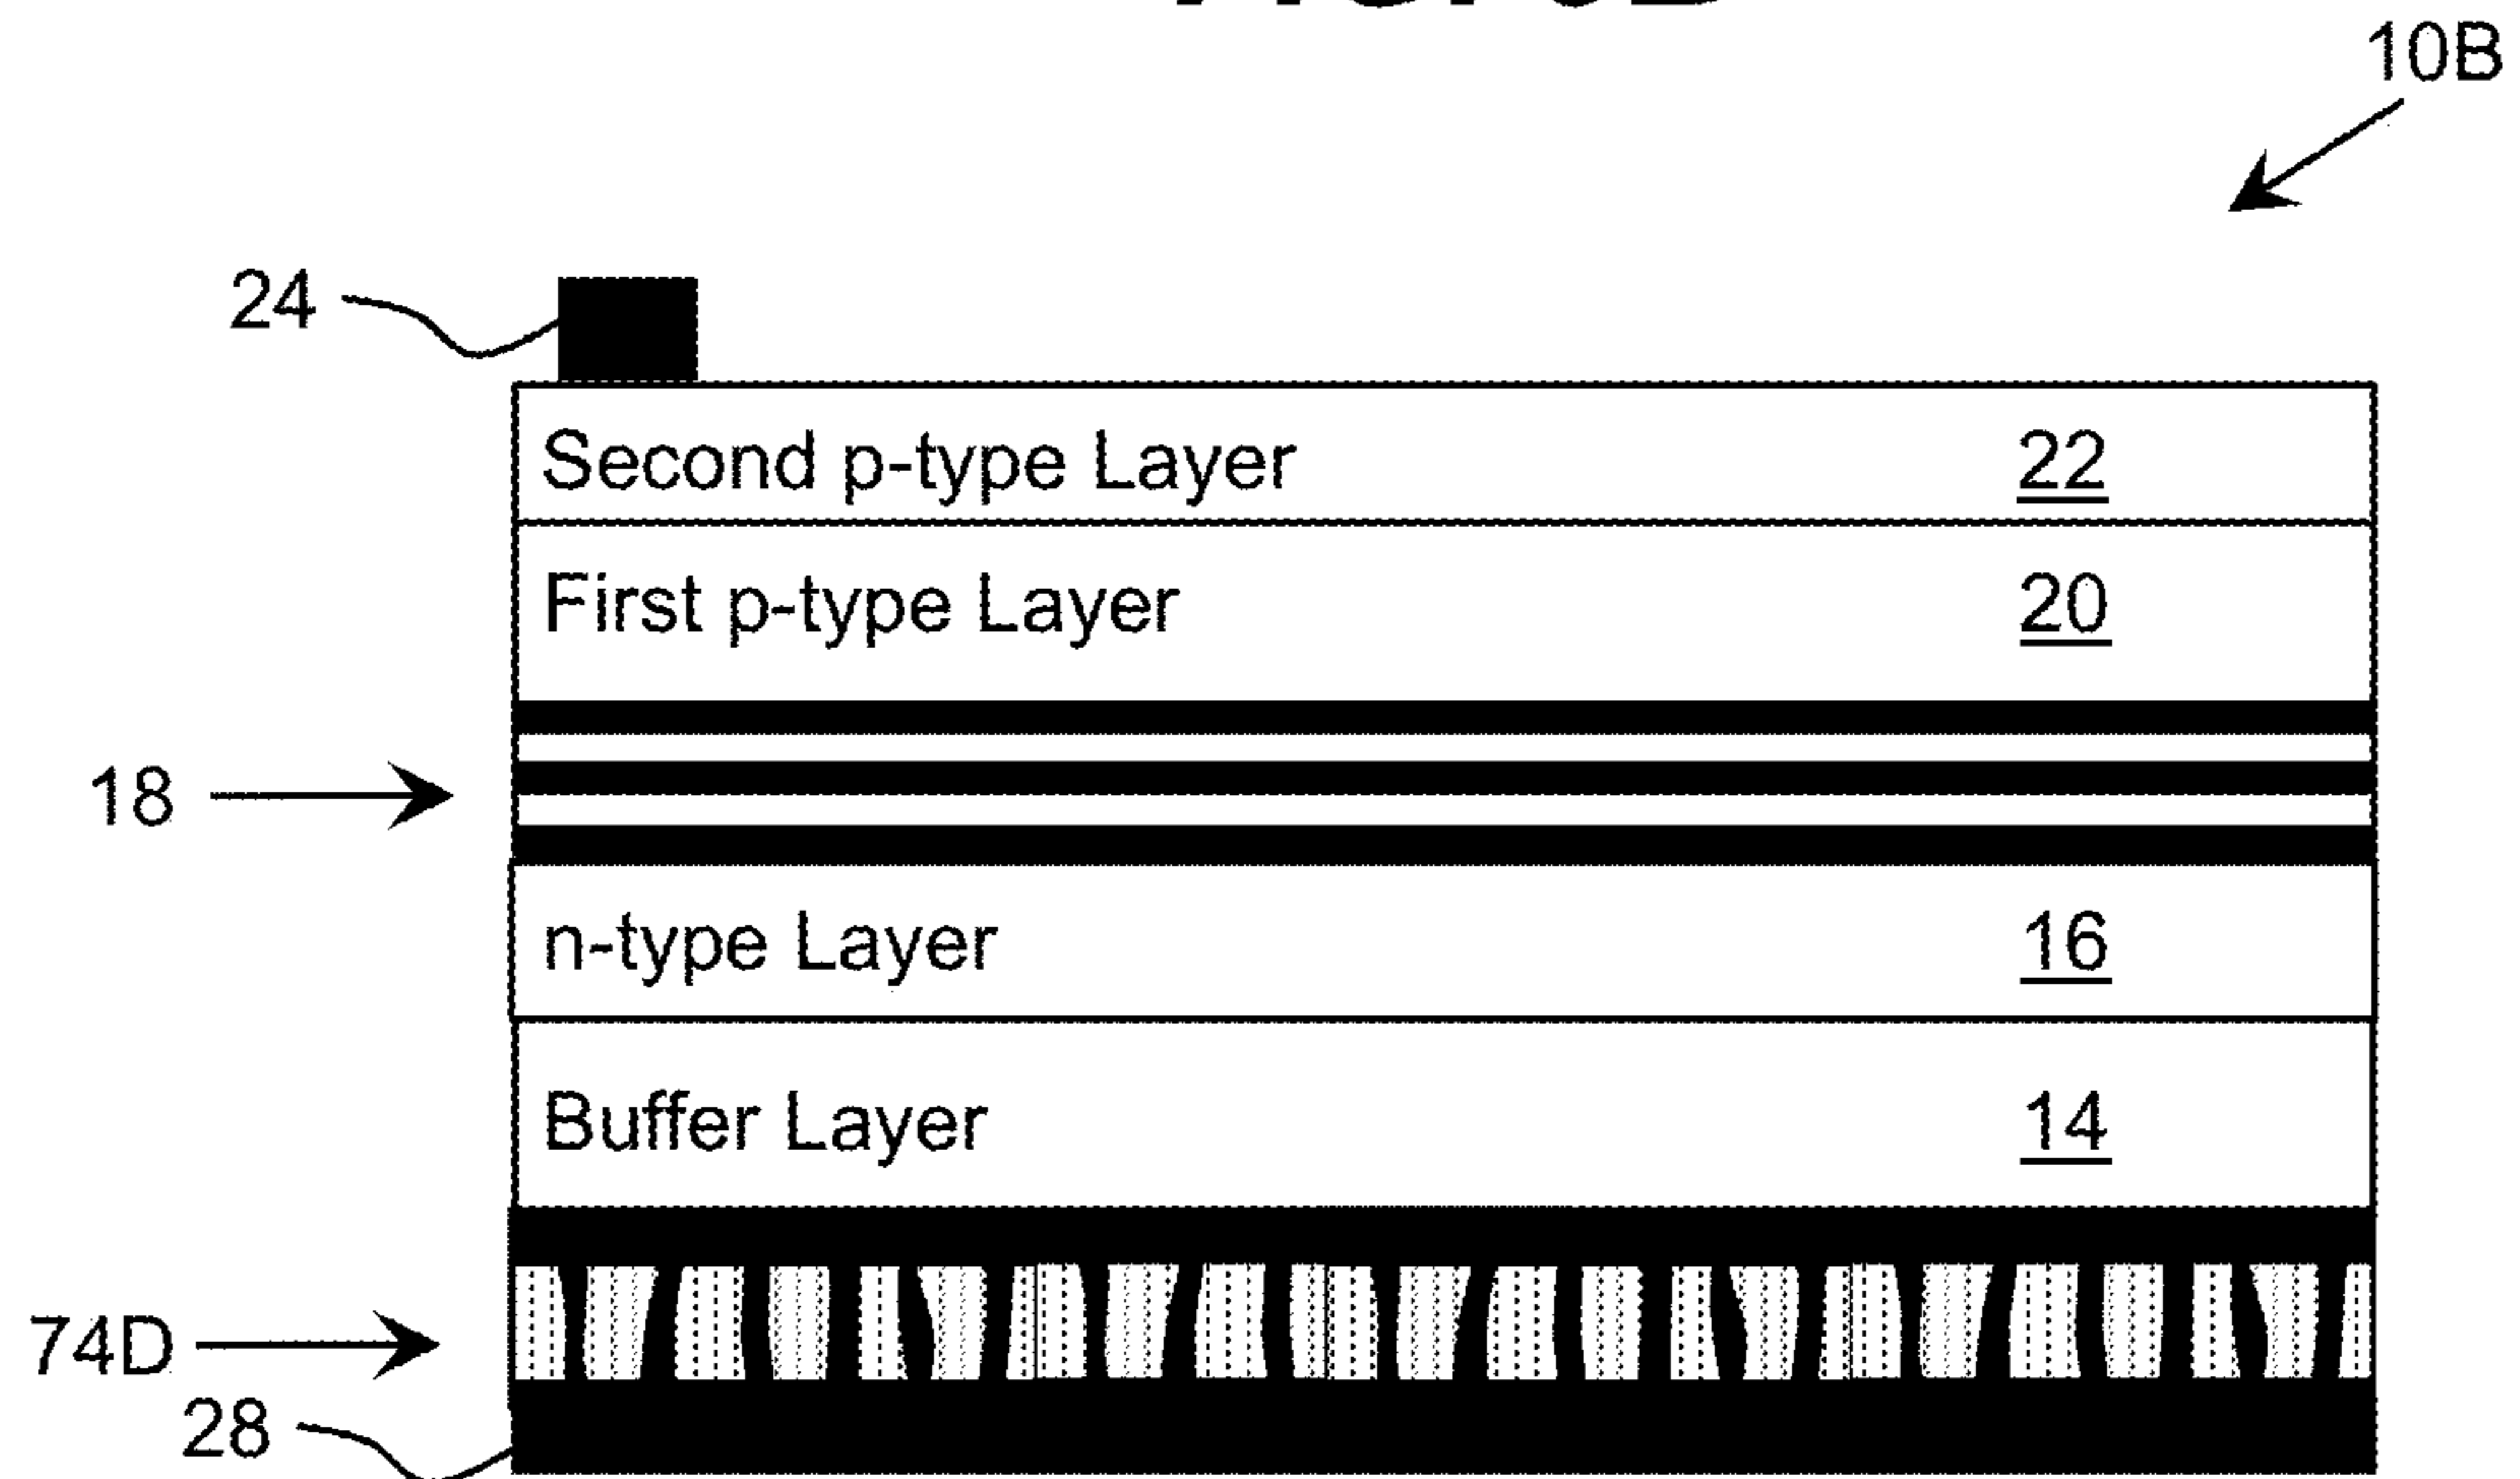 10B
24
Second p-type Layer 22
First p-type Layer 20
18
n-type Layer 16
Buffer Layer 14
74D
28